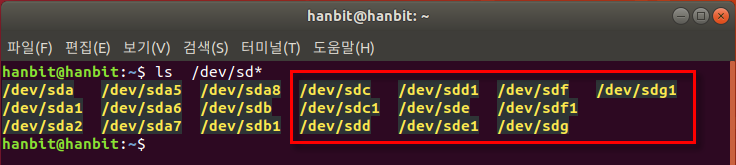 hanbit@hanbit: ~
파일(F) 편집(E) 보기(V) 검색(S) 터미널(T) 도움말(H)
hanbit@hanbit:~$ ls  /dev/sd*
/dev/sda   /dev/sda5  /dev/sda8  /dev/sdc   /dev/sdd1  /dev/sdf   /dev/sdg1
/dev/sda1  /dev/sda6  /dev/sdb   /dev/sdc1  /dev/sde   /dev/sdf1
/dev/sda2  /dev/sda7  /dev/sdb1  /dev/sdd   /dev/sde1  /dev/sdg
hanbit@hanbit:~$